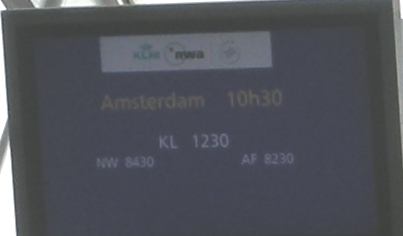 KLM nwa
Amsterdam 10h30
KL 1230
NW 8430 AF 8230